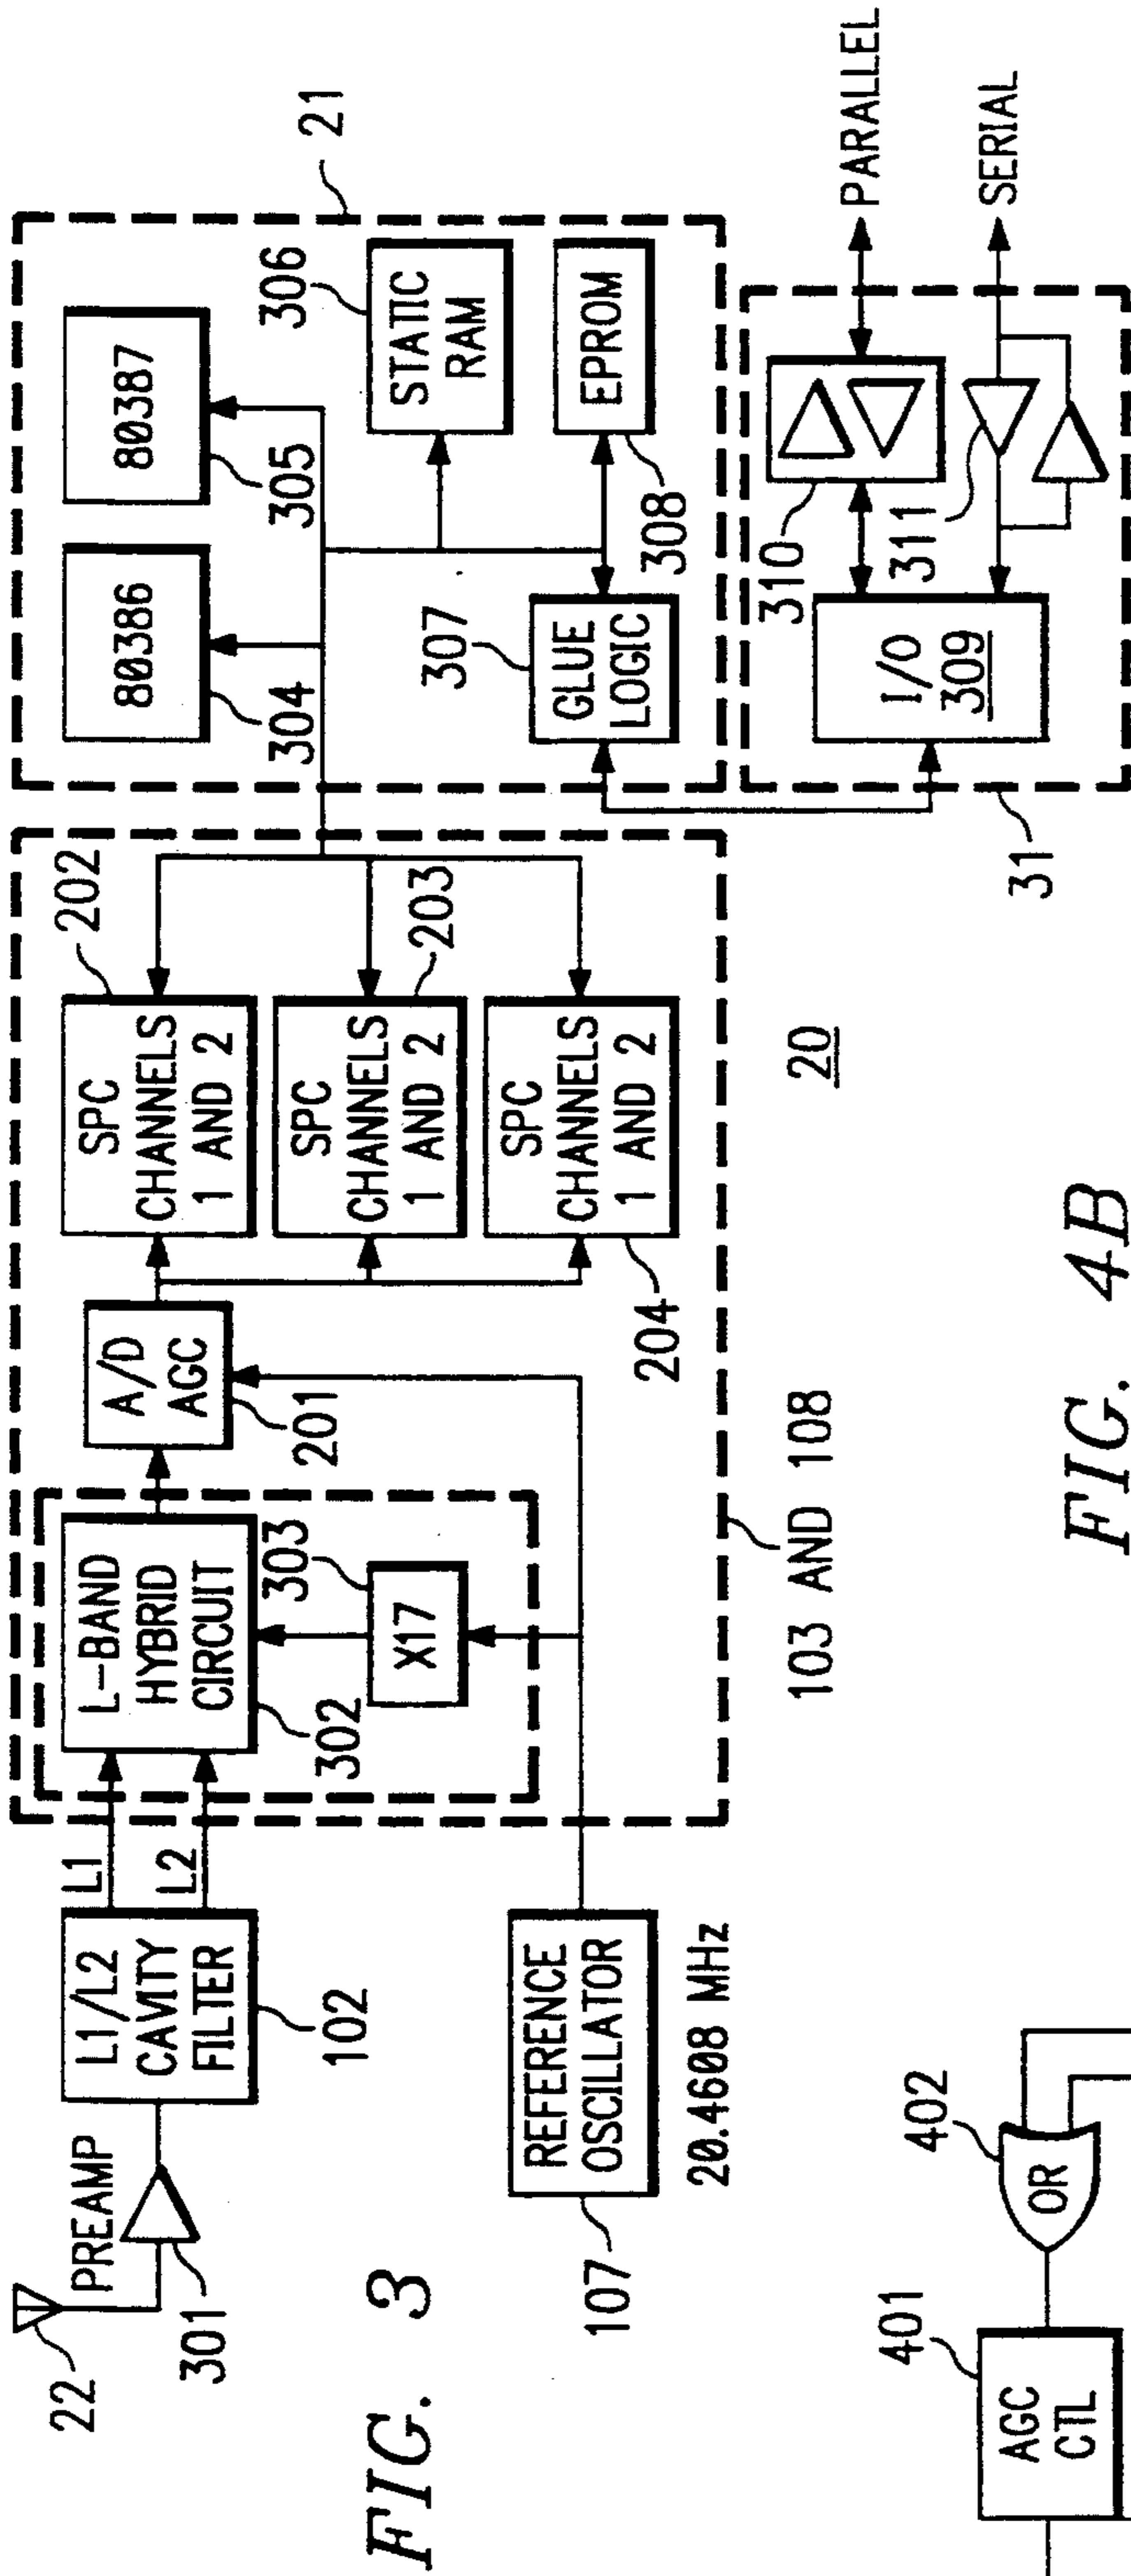 22
PREAMP
301
L1/L2
CAVITY
FILTER
102
L1
L2
L-BAND
HYBRID
CIRCUIT
302
303
X17
A/D
AGC
201
SPC
CHANNELS
1 AND 2
202
SPC
CHANNELS
1 AND 2
203
SPC
CHANNELS
1 AND 2
204
103 AND 108
REFERENCE
OSCILLATOR
107
20.4608 MHz
80386
304
80387
305
306
STATIC
RAM
21
307
GLUE
LOGIC
EPROM
308
310
311
I/O
309
31
PARALLEL
SERIAL
20
FIG. 3
401
AGC
CTL
402
OR
FIG. 4B